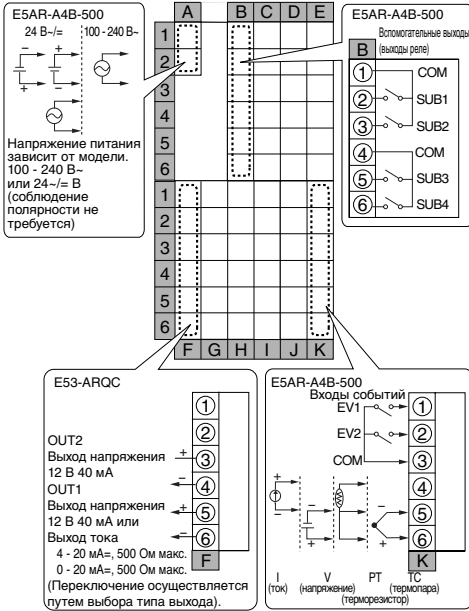 E5AR-A4B-500
24 В~/= 100 - 240 В~
– + – +
Напряжение питания
зависит от модели.
100 - 240 В~
или 24~/= В
(соблюдение
полярности не
требуется)
A B C D E
1
2
3
4
5
6
1
2
3
4
5
6
F G H I J K
E5AR-A4B-500
Вспомогательные выходы
(выходы реле)
B
1 COM
2 SUB1
3 SUB2
4 COM
5 SUB3
6 SUB4
E53-ARQC
1
2
OUT2
Выход напряжения + 3
12 В 40 мА
OUT1 – 4
Выход напряжения + 5
12 В 40 мА или
Выход тока – 6
4 - 20 мА=, 500 Ом макс.
0 - 20 мА=, 500 Ом макс.
F
(Переключение осуществляется
путем выбора типа выхода).
E5AR-A4B-500
Входы событий
EV1 1
EV2 2
COM 3
4
5
6
+ – + – – +
K
I V PT TC
(ток) (напряжение) (термопара)
(терморезистор)